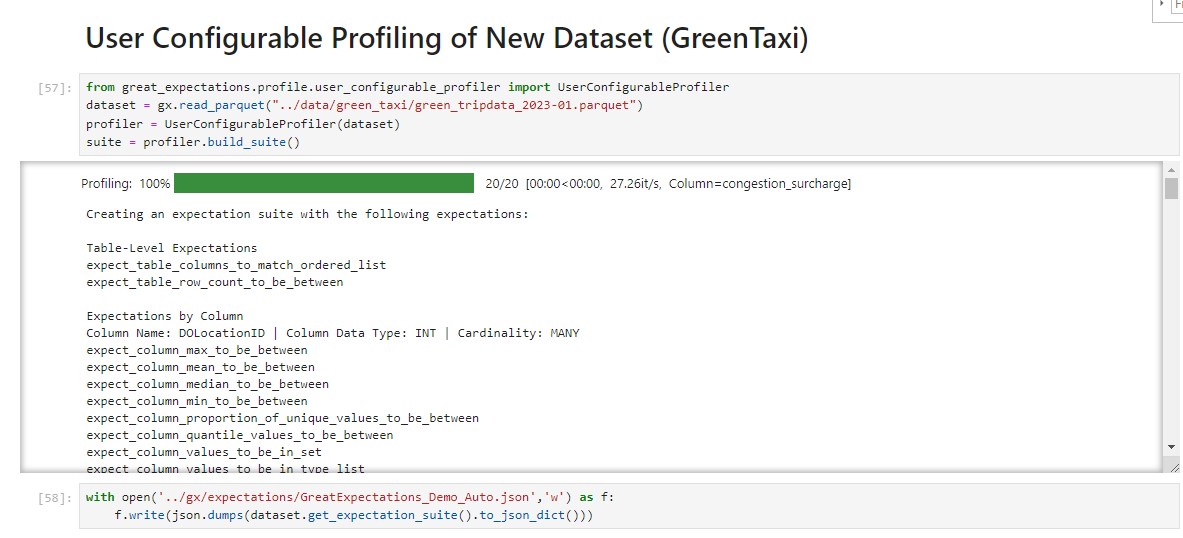 User Configurable Profiling of New Dataset (GreenTaxi)
[57]:
from great_expectations.profile.user_configurable_profiler import UserConfigurableProfiler
dataset = gx.read_parquet("../data/green_taxi/green_tripdata_2023-01.parquet")
profiler = UserConfigurableProfiler(dataset)
suite = profiler.build_suite()
Profiling: 100% 20/20 [00:00<00:00, 27.26it/s, Column=congestion_surcharge]
Creating an expectation suite with the following expectations:
Table-Level Expectations
expect_table_columns_to_match_ordered_list
expect_table_row_count_to_be_between
Expectations by Column
Column Name: DOLocationID | Column Data Type: INT | Cardinality: MANY
expect_column_max_to_be_between
expect_column_mean_to_be_between
expect_column_median_to_be_between
expect_column_min_to_be_between
expect_column_proportion_of_unique_values_to_be_between
expect_column_quantile_values_to_be_between
expect_column_values_to_be_in_set
expect_column_values_to_be_in_type_list
[58]:
with open('../gx/expectations/GreatExpectations_Demo_Auto.json','w') as f:
    f.write(json.dumps(dataset.get_expectation_suite().to_json_dict()))